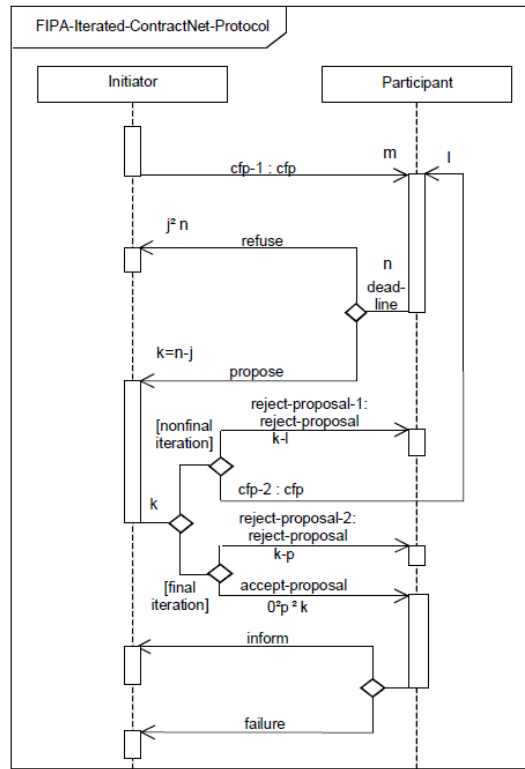 FIPA-Iterated-ContractNet-Protocol
Initiator
Participant
m
l
cfp-1 : cfp
j² n
refuse
n
dead-
line
k=n-j
propose
reject-proposal-1:
reject-proposal
k-l
[nonfinal
iteration]
cfp-2 : cfp
k
reject-proposal-2:
reject-proposal
k-p
[final
iteration]
accept-proposal
0²p ² k
inform
failure